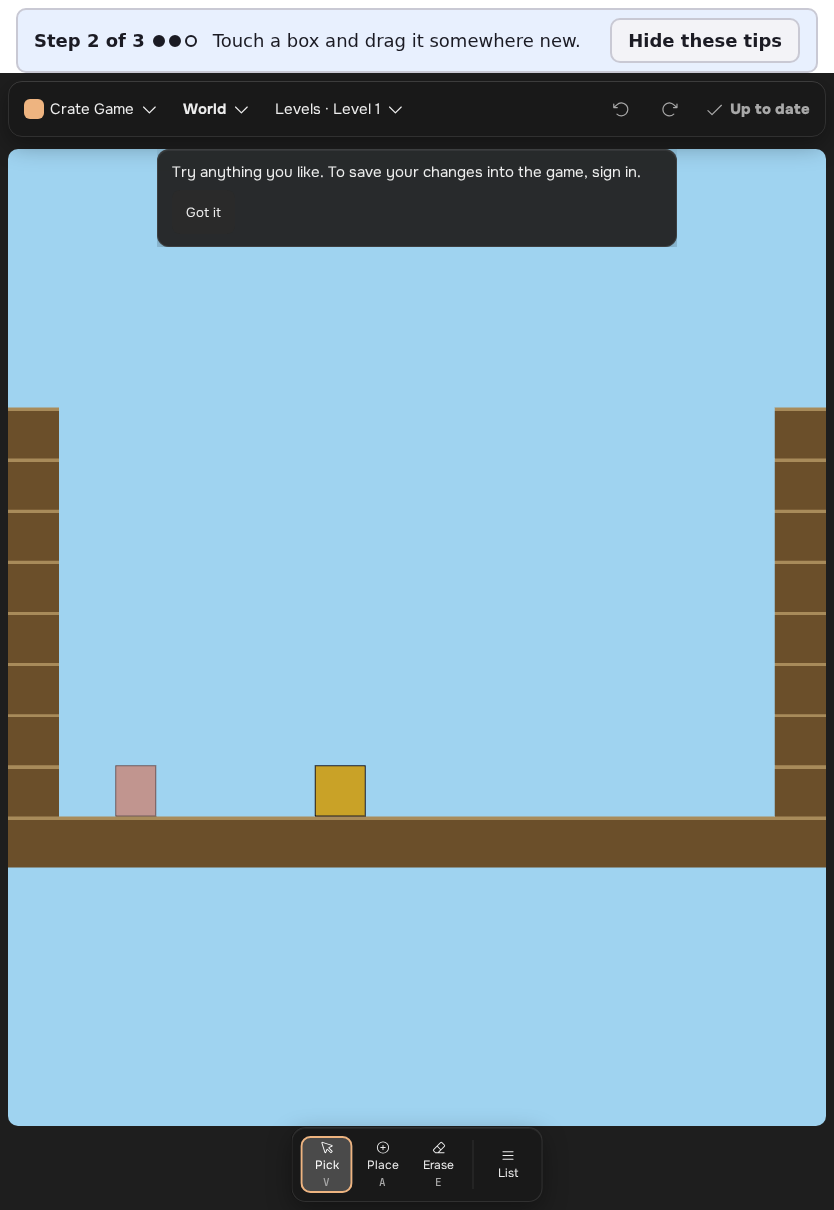 Step 2 of 3 Touch a box and drag it somewhere new. Hide these tips
Crate Game World Levels · Level 1 Up to date
Try anything you like. To save your changes into the game, sign in.
Got it
Pick Place Erase List
V A E